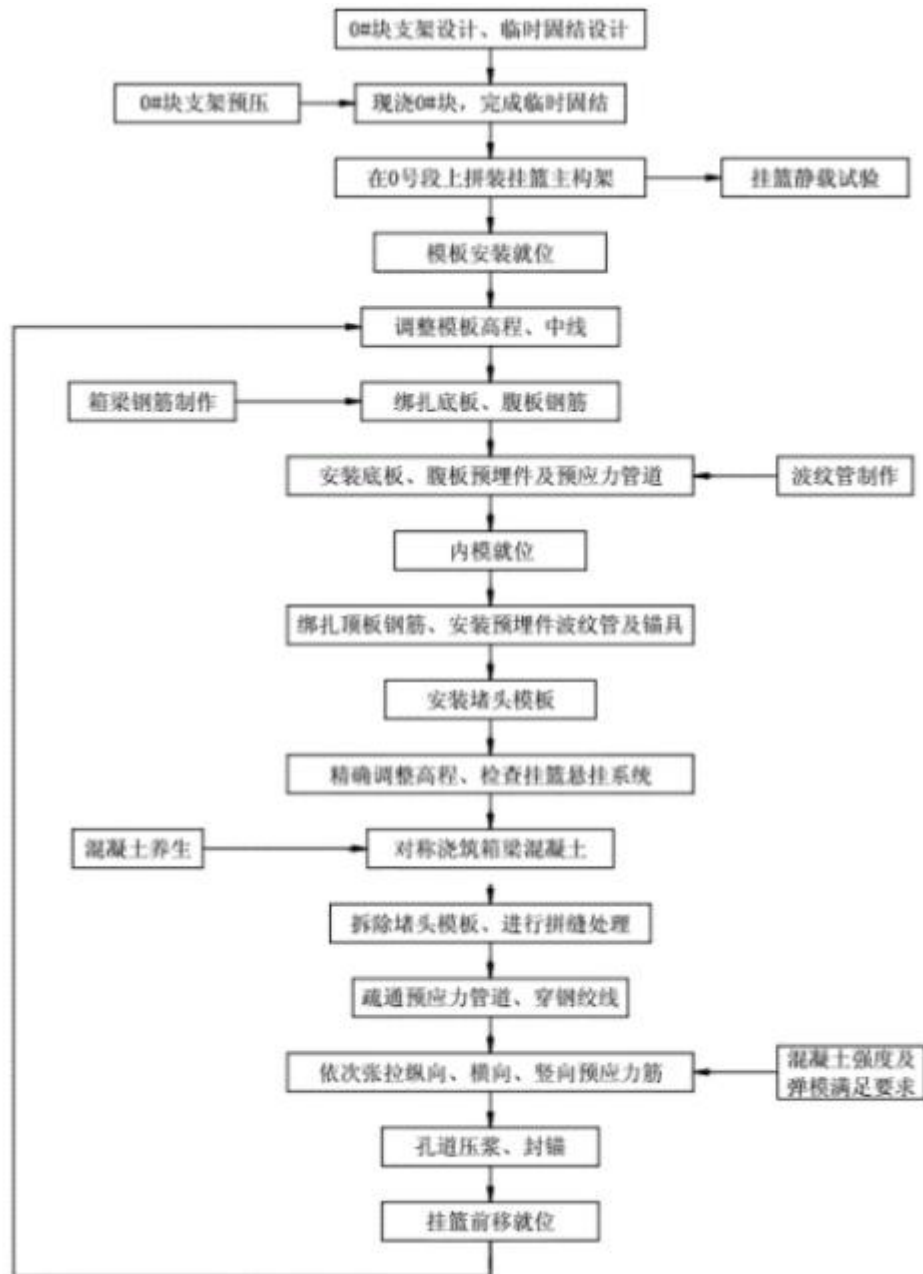 0#块支架设计、临时固结设计
0#块支架预压
现浇0#块，完成临时固结
在0号段上拼装挂篮主构架
挂篮静载试验
模板安装就位
调整模板高程、中线
箱梁钢筋制作
绑扎底板、腹板钢筋
安装底板、腹板预埋件及预应力管道
波纹管制作
内模就位
绑扎顶板钢筋、安装预埋件波纹管及锚具
安装堵头模板
精确调整高程、检查挂篮悬挂系统
混凝土养生
对称浇筑箱梁混凝土
拆除堵头模板、进行拼缝处理
疏通预应力管道、穿钢绞线
依次张拉纵向、横向、竖向预应力筋
混凝土强度及
弹模满足要求
孔道压浆、封锚
挂篮前移就位